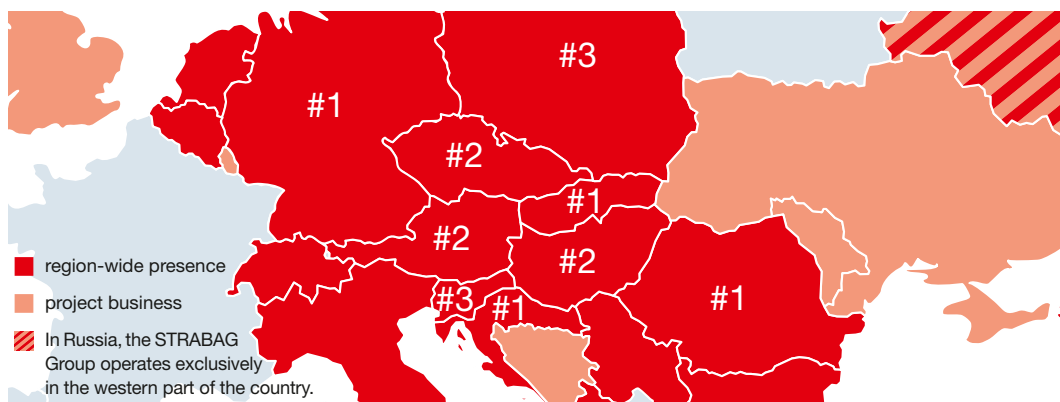 #3
#1
#2
#1
#2
#2
#3
#1
#1
region-wide presence
project business
In Russia, the STRABAG
Group operates exclusively
in the western part of the country.